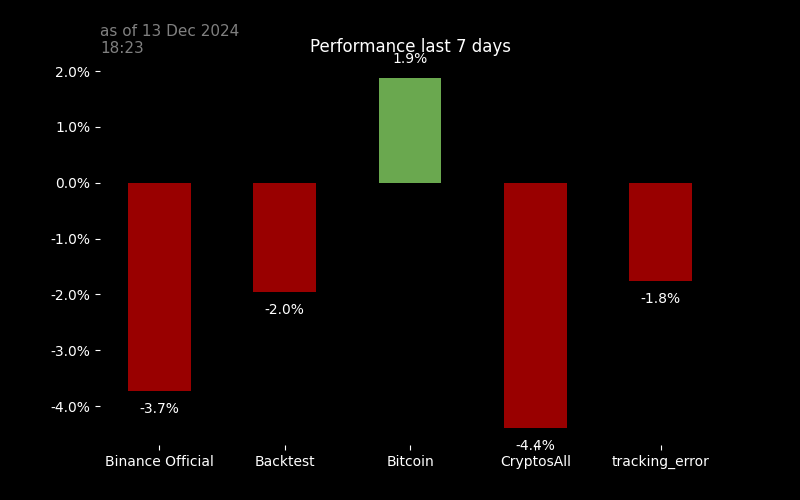 as of 13 Dec 2024
18:23
Performance last 7 days
1.9%
2.0%
1.0%
0.0%
-1.0%
-2.0%
-3.0%
-4.0%
-3.7%
-2.0%
-4.4%
-1.8%
Binance Official
Backtest
Bitcoin
CryptosAll
tracking_error